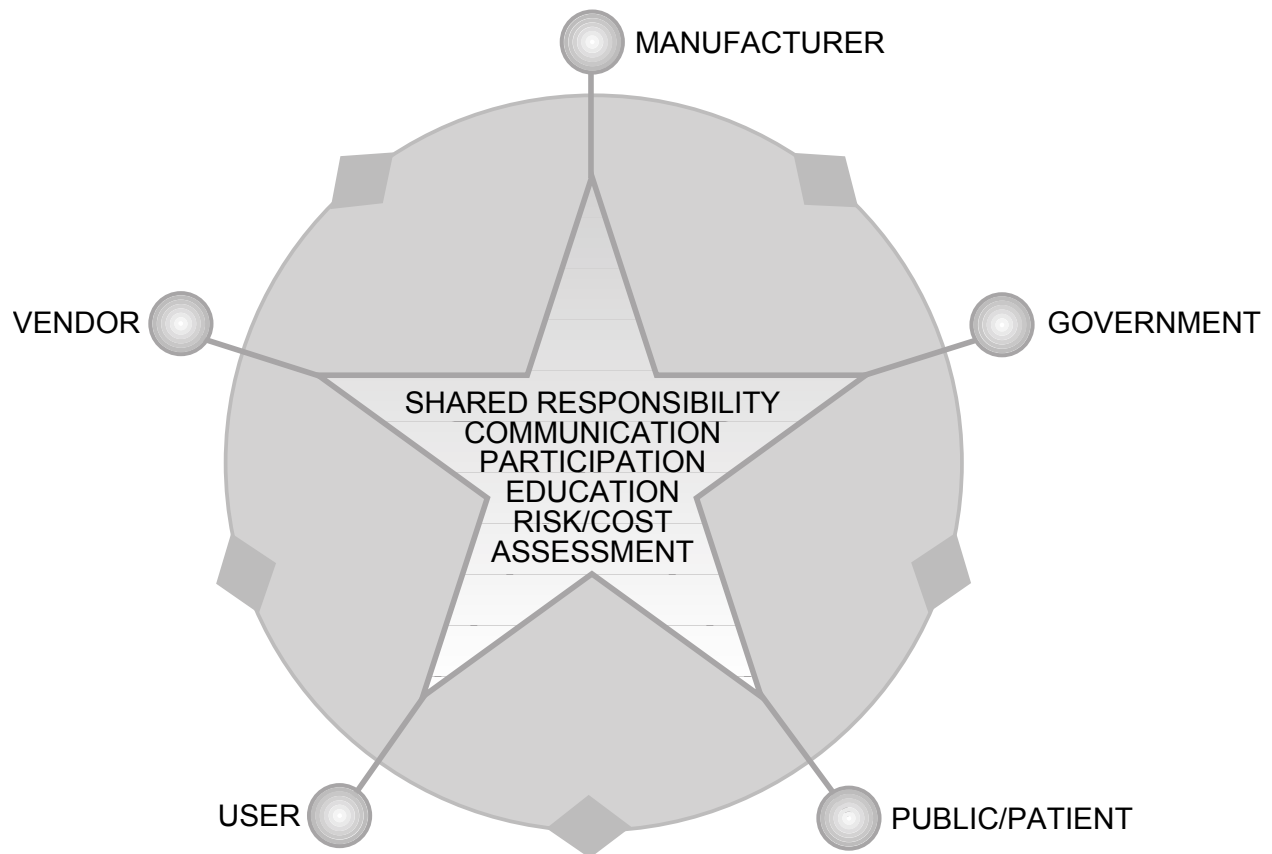 MANUFACTURER
VENDOR
GOVERNMENT
SHARED RESPONSIBILITY
COMMUNICATION
PARTICIPATION
EDUCATION
RISK/COST
ASSESSMENT
USER
PUBLIC/PATIENT